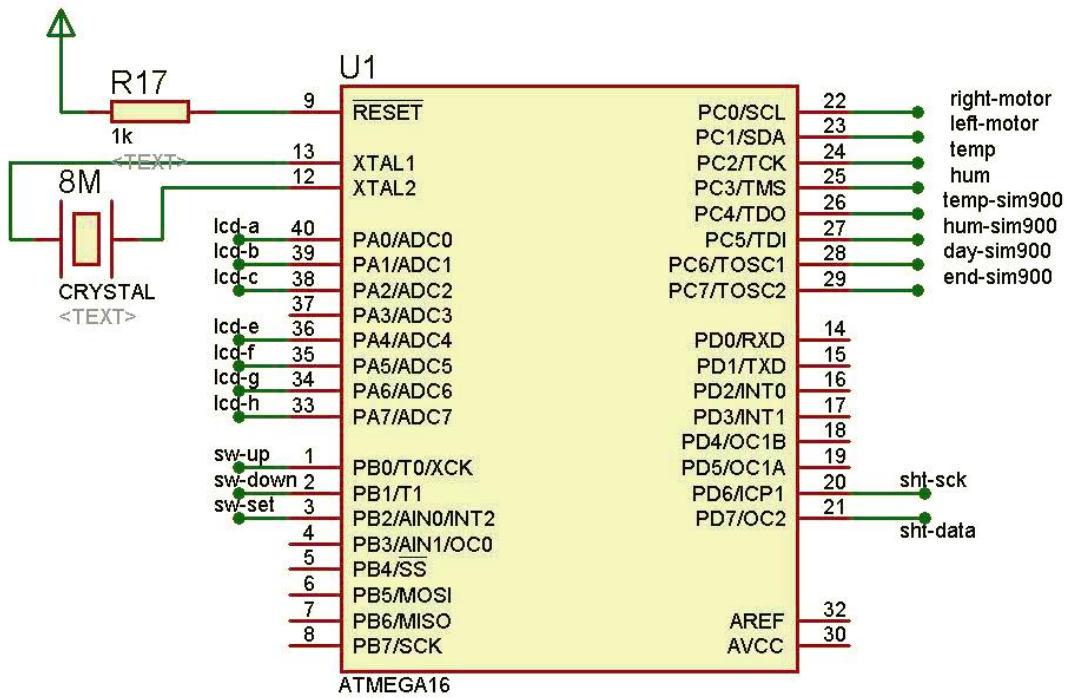 U1
R17
1k
<TEXT>
8M
CRYSTAL
<TEXT>
9 RESET
13 XTAL1
12 XTAL2
lcd-a 40 PA0/ADC0
lcd-b 39 PA1/ADC1
lcd-c 38 PA2/ADC2
37 PA3/ADC3
lcd-e 36 PA4/ADC4
lcd-f 35 PA5/ADC5
lcd-g 34 PA6/ADC6
lcd-h 33 PA7/ADC7
sw-up 1 PB0/T0/XCK
sw-down 2 PB1/T1
sw-set 3 PB2/AIN0/INT2
4 PB3/AIN1/OC0
5 PB4/SS
6 PB5/MOSI
7 PB6/MISO
8 PB7/SCK
PC0/SCL 22 right-motor
PC1/SDA 23 left-motor
PC2/TCK 24 temp
PC3/TMS 25 hum
PC4/TDO 26 temp-sim900
PC5/TDI 27 hum-sim900
PC6/TOSC1 28 day-sim900
PC7/TOSC2 29 end-sim900
PD0/RXD 14
PD1/TXD 15
PD2/INT0 16
PD3/INT1 17
PD4/OC1B 18
PD5/OC1A 19
PD6/ICP1 20 sht-sck
PD7/OC2 21 sht-data
AREF 32
AVCC 30
ATMEGA16